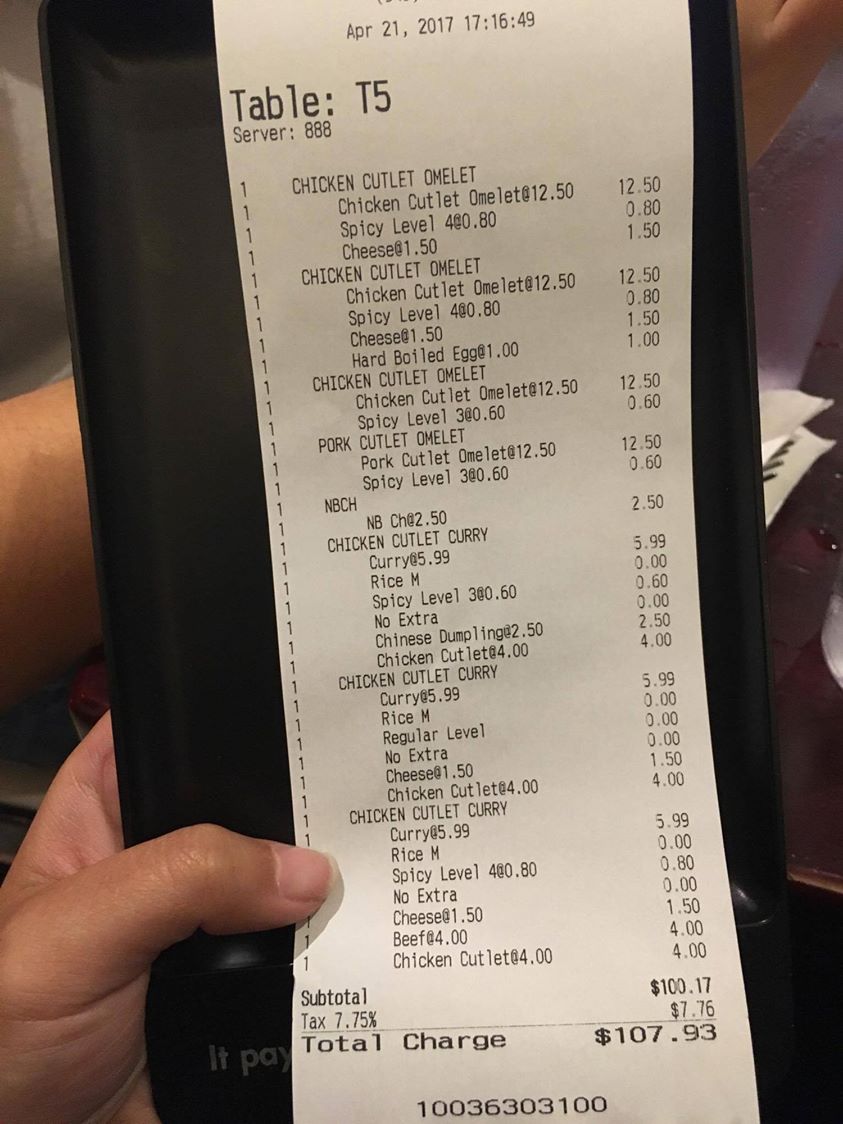 Apr 21, 2017 17:16:49
Table: T5
Server: 888
1 CHICKEN CUTLET OMELET
1 Chicken Cutlet Omelet@12.50 12.50
1 Spicy Level 4@0.80 0.80
1 Cheese@1.50 1.50
1 CHICKEN CUTLET OMELET
1 Chicken Cutlet Omelet@12.50 12.50
1 Spicy Level 4@0.80 0.80
1 Cheese@1.50 1.50
1 Hard Boiled Egg@1.00 1.00
1 CHICKEN CUTLET OMELET
1 Chicken Cutlet Omelet@12.50 12.50
1 Spicy Level 3@0.60 0.60
1 PORK CUTLET OMELET
1 Pork Cutlet Omelet@12.50 12.50
1 Spicy Level 3@0.60 0.60
1 NBCH
1 NB Ch@2.50 2.50
1 CHICKEN CUTLET CURRY
1 Curry@5.99 5.99
1 Rice M 0.00
1 Spicy Level 3@0.60 0.60
1 No Extra 0.00
1 Chinese Dumpling@2.50 2.50
1 Chicken Cutlet@4.00 4.00
1 CHICKEN CUTLET CURRY
1 Curry@5.99 5.99
1 Rice M 0.00
1 Regular Level 0.00
1 No Extra 0.00
1 Cheese@1.50 1.50
1 Chicken Cutlet@4.00 4.00
1 CHICKEN CUTLET CURRY
1 Curry@5.99 5.99
Rice M 0.00
Spicy Level 4@0.80 0.80
No Extra 0.00
Cheese@1.50 1.50
1 Beef@4.00 4.00
1 Chicken Cutlet@4.00 4.00
Subtotal $100.17
Tax 7.75% $7.76
Total Charge $107.93
10036303100
It pay